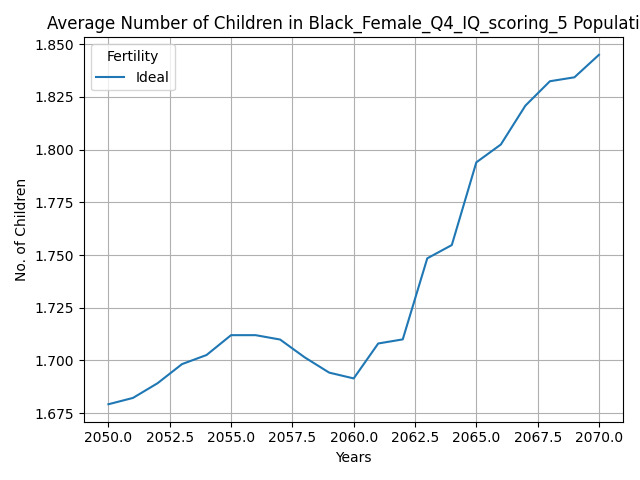 Average Number of Children in Black_Female_Q4_IQ_scoring_5 Populati
1.850
1.825
1.800
1.775
1.750
1.725
1.700
1.675
No. of Children
Fertility
Ideal
2050.0 2052.5 2055.0 2057.5 2060.0 2062.5 2065.0 2067.5 2070.0
Years